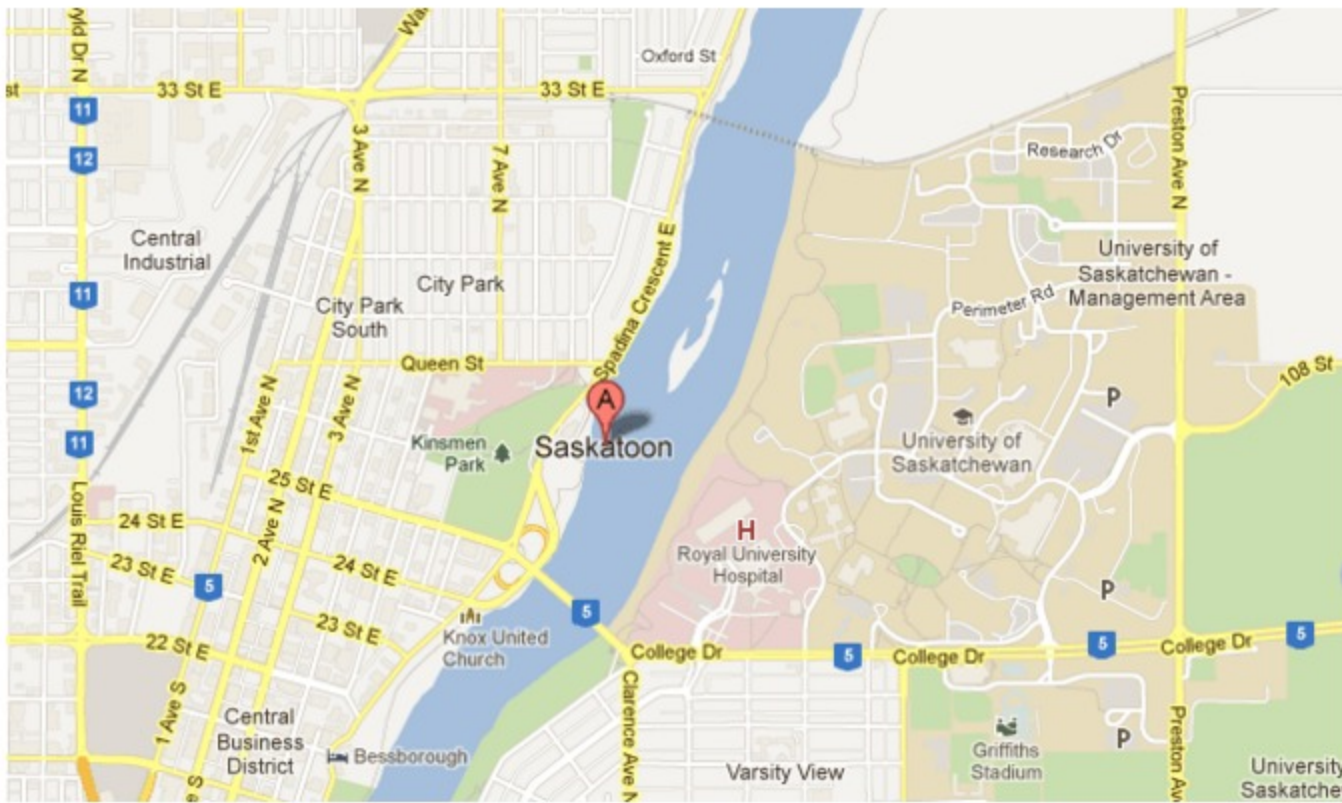 Oxford St
33 St E
33 St E
11
12
3 Ave N
7 Ave N
Preston Ave N
Research Dr
Central
Industrial
City Park
City Park
South
Spadina Crescent E
University of
Saskatchewan -
Management Area
Perimeter Rd
11
Queen St
108 St
12
11
1st Ave N
3 Ave N
A
Kinsmen
Park
Saskatoon
P
University of
Saskatchewan
25 St E
24 St E
Louis Riel Trail
2 Ave N
H
Royal University
Hospital
23 St E
5
24 St E
P
5
23 St E
Knox United
Church
22 St E
College Dr
5
College Dr
5
College Dr
5
1 Ave S
Clarence Ave N
Central
Business
District
Bessborough
Varsity View
Griffiths
Stadium
P
University